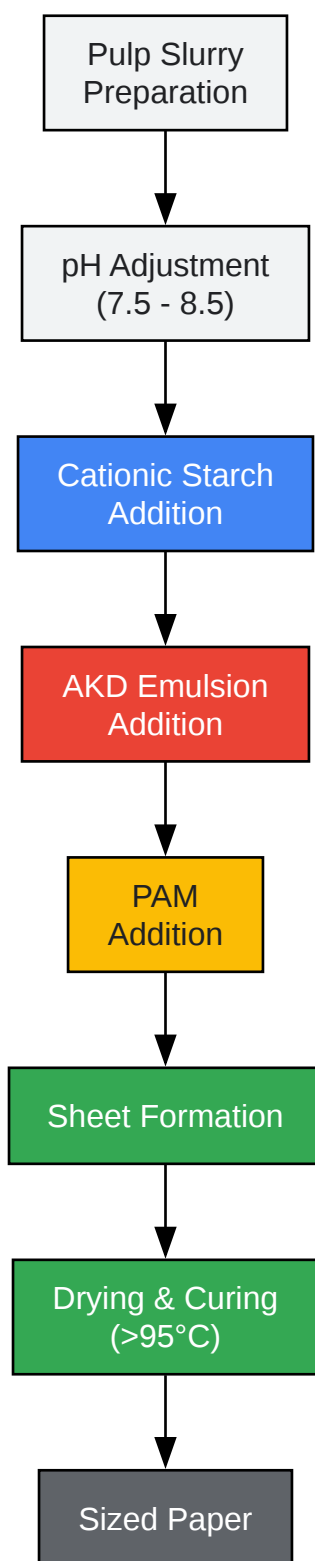 Pulp Slurry
Preparation
pH Adjustment
(7.5 - 8.5)
Cationic Starch
Addition
AKD Emulsion
Addition
PAM
Addition
Sheet Formation
Drying & Curing
(>95°C)
Sized Paper